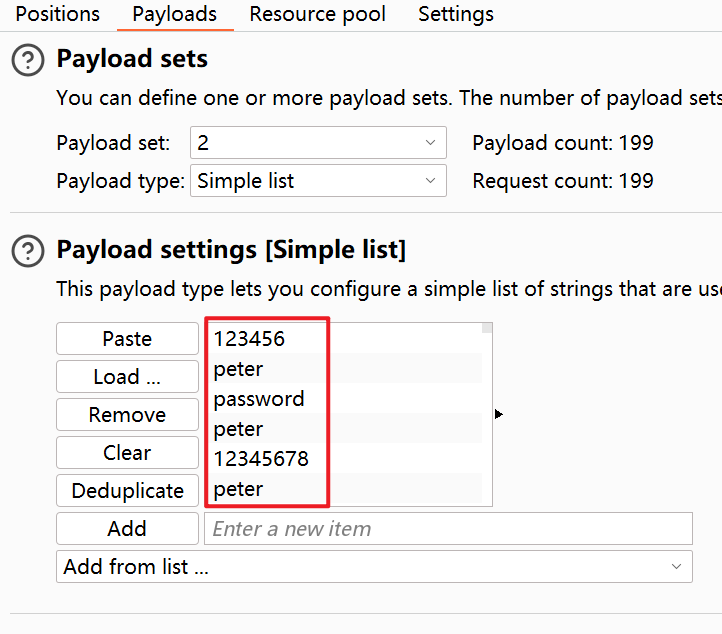 Positions Payloads Resource pool Settings
? Payload sets
You can define one or more payload sets. The number of payload sets
Payload set: 2 Payload count: 199
Payload type: Simple list Request count: 199
? Payload settings [Simple list]
This payload type lets you configure a simple list of strings that are
Paste 123456
Load ... peter
Remove password
Clear peter
Deduplicate 12345678
peter
Add Enter a new item
Add from list ...